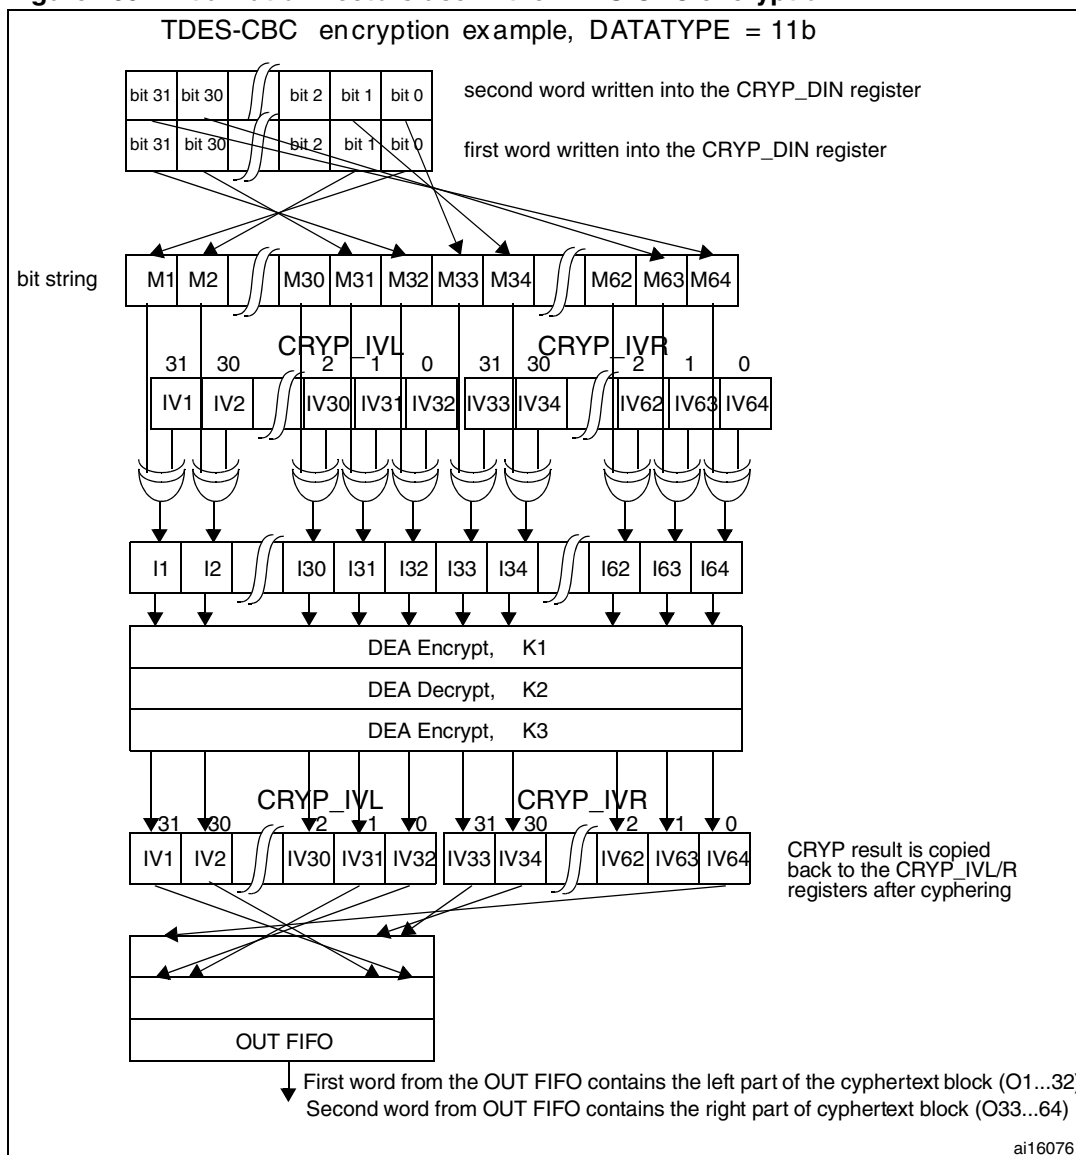 TDES-CBC encryption example, DATATYPE = 11b
bit 31 bit 30 bit 2 bit 1 bit 0 second word written into the CRYP_DIN register
bit 31 bit 30 bit 2 bit 1 bit 0 first word written into the CRYP_DIN register
bit string M1 M2 M30 M31 M32 M33 M34 M62 M63 M64
CRYP_IVL CRYP_IVR
31 30 2 1 0 31 30 2 1 0
IV1 IV2 IV30 IV31 IV32 IV33 IV34 IV62 IV63 IV64
I1 I2 I30 I31 I32 I33 I34 I62 I63 I64
DEA Encrypt, K1
DEA Decrypt, K2
DEA Encrypt, K3
CRYP_IVL CRYP_IVR
31 30 2 1 0 31 30 2 1 0
IV1 IV2 IV30 IV31 IV32 IV33 IV34 IV62 IV63 IV64
CRYP result is copied
back to the CRYP_IVL/R
registers after cyphering
OUT FIFO
First word from the OUT FIFO contains the left part of the cyphertext block (O1...32)
Second word from OUT FIFO contains the right part of cyphertext block (O33...64)
ai16076